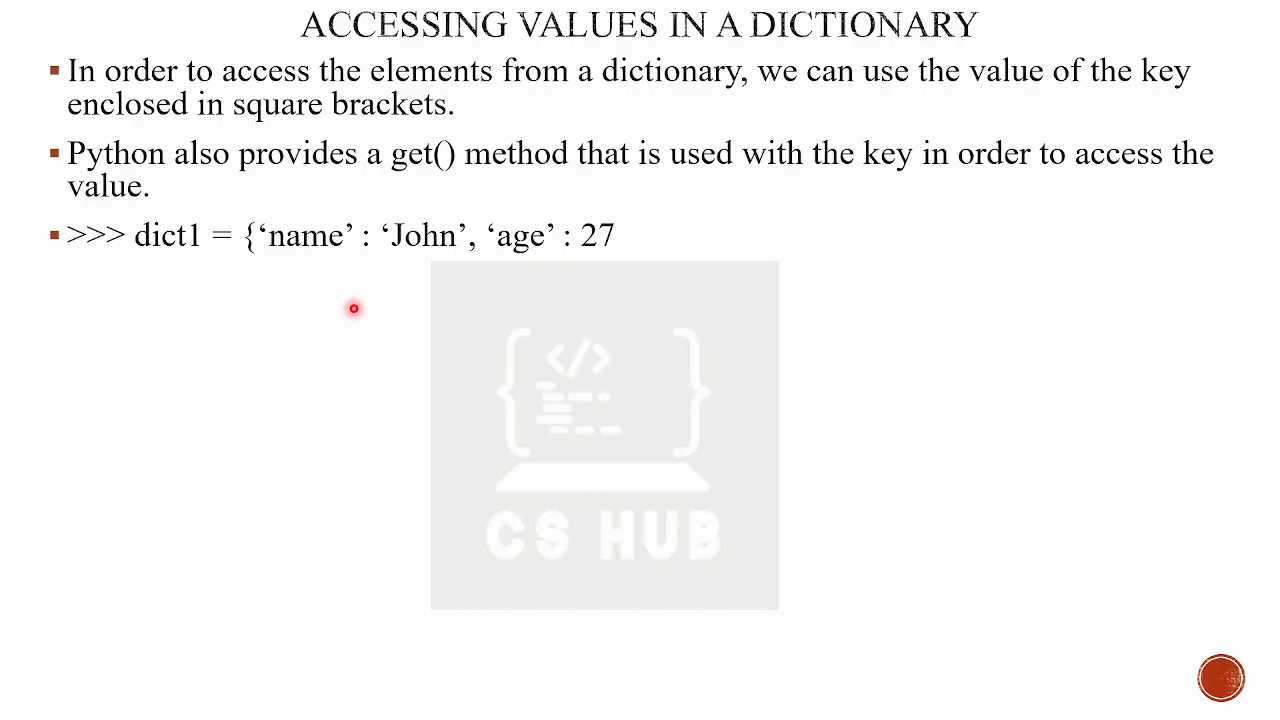 ACCESSING VALUES IN A DICTIONARY
▪ In order to access the elements from a dictionary, we can use the value of the key
enclosed in square brackets.
▪ Python also provides a get() method that is used with the key in order to access the
value.
▪ >>> dict1 = {‘name’ : ‘John’, ‘age’ : 27
{ </> }
CS HUB